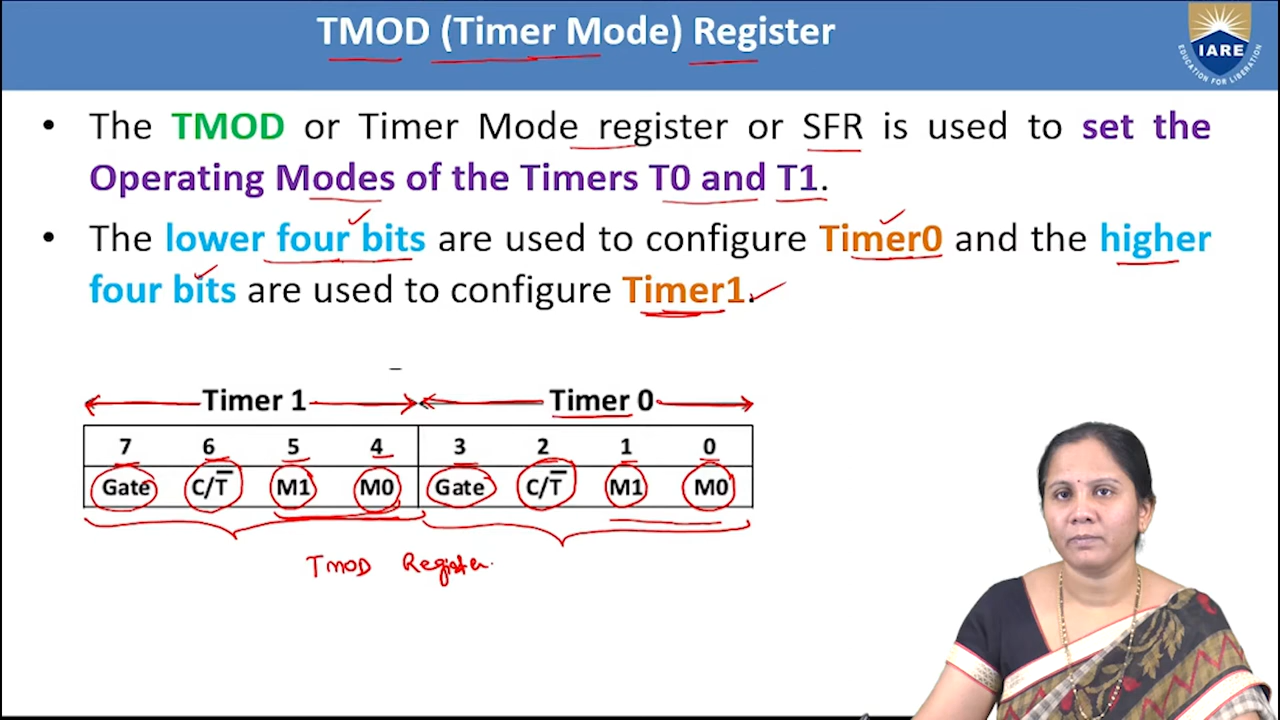 TMOD (Timer Mode) Register
IARE
EDUCATION FOR LIBERATION
• The TMOD or Timer Mode register or SFR is used to set the
Operating Modes of the Timers T0 and T1.
• The lower four bits are used to configure Timer0 and the higher
four bits are used to configure Timer1.
Timer 1 Timer 0
7 6 5 4 3 2 1 0
Gate C/T̅ M1 M0 Gate C/T̅ M1 M0
TMOD Register.